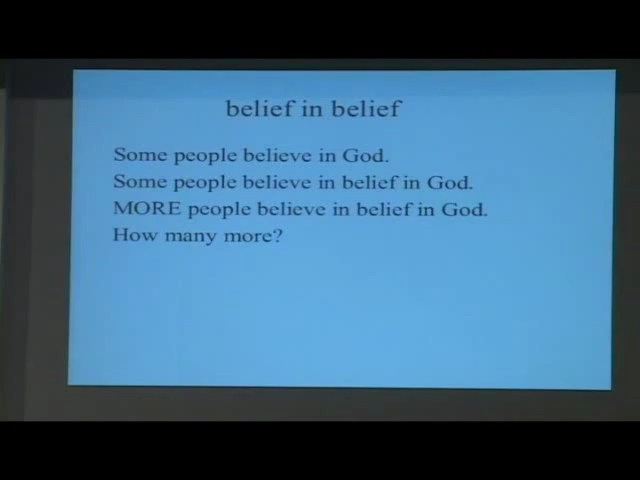 belief in belief
Some people believe in God.
Some people believe in belief in God.
MORE people believe in belief in God.
How many more?